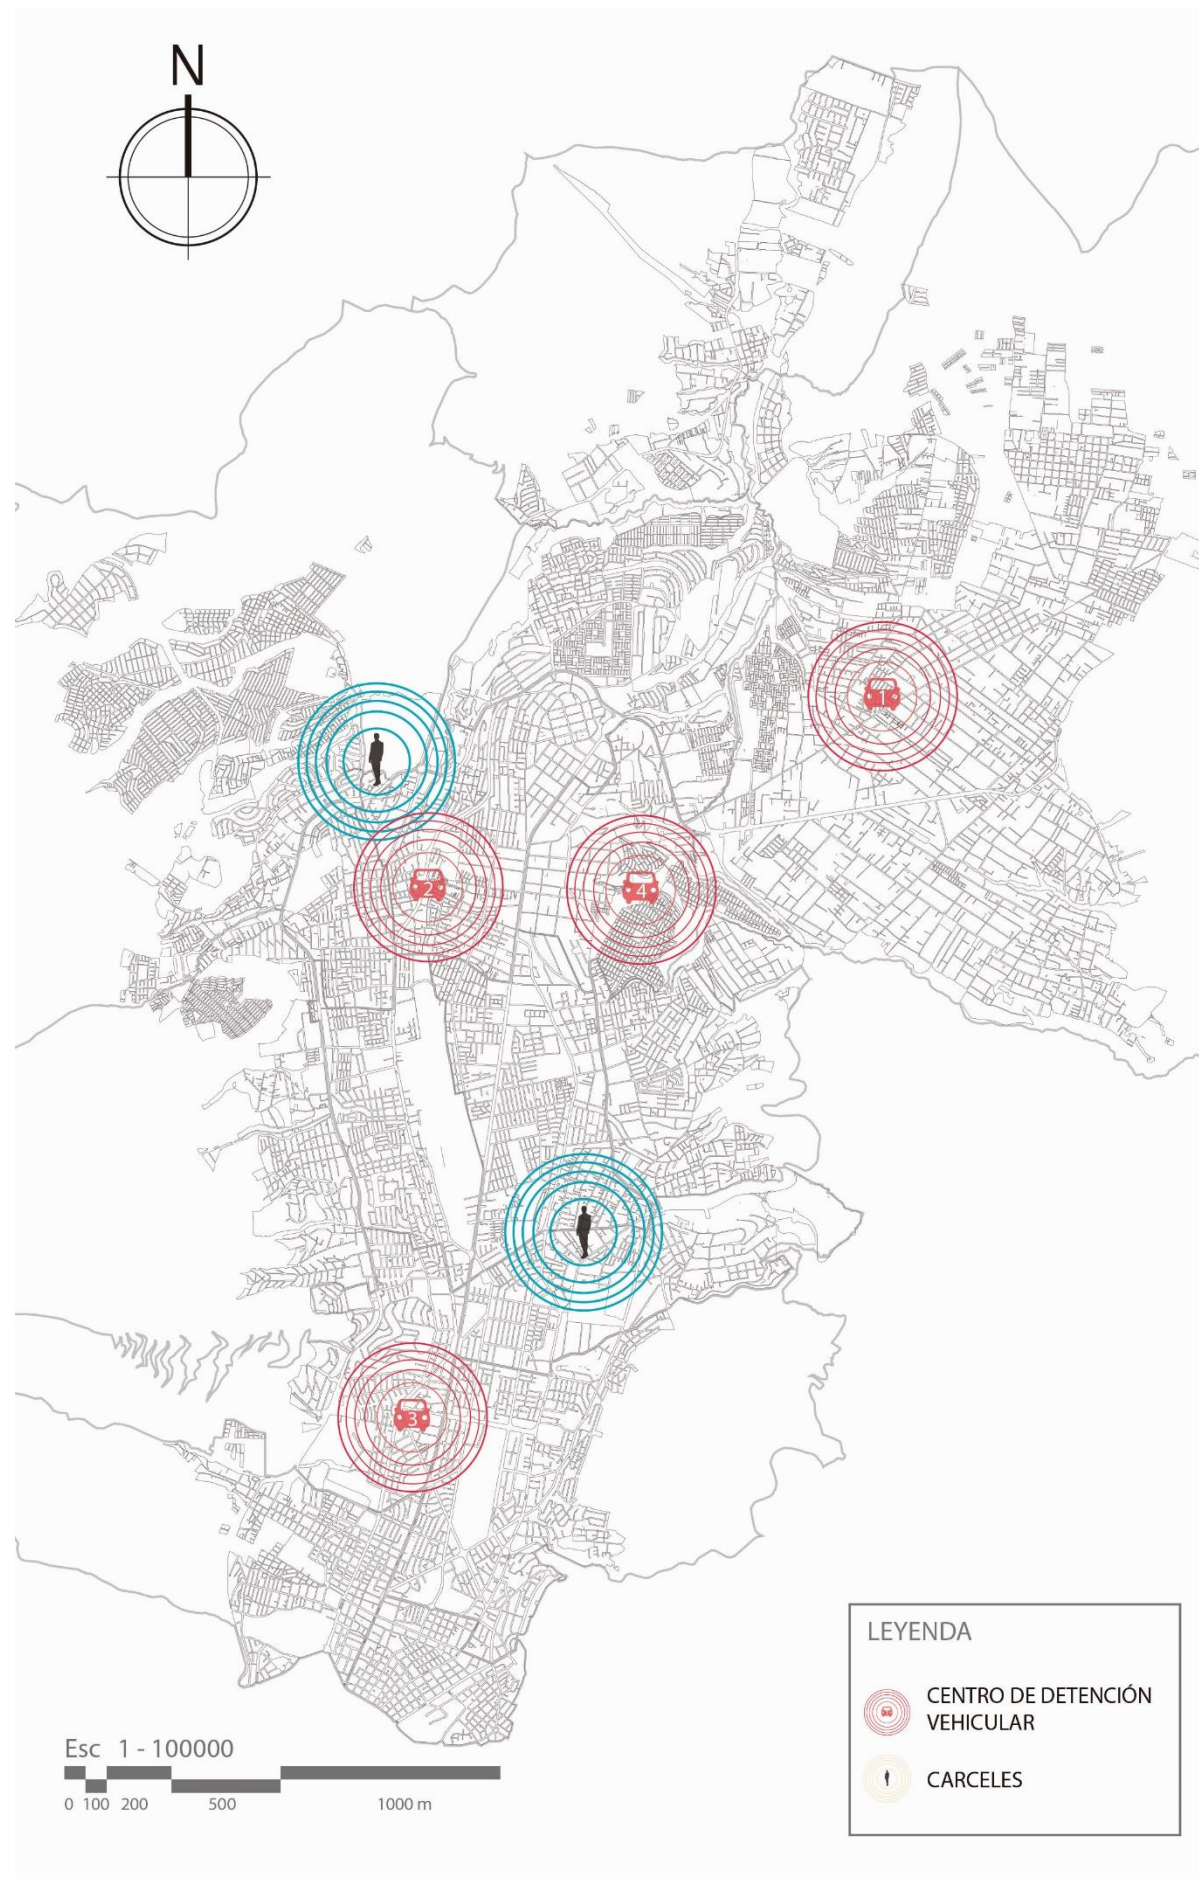 N
1
2
4
3
LEYENDA
CENTRO DE DETENCIÓN
VEHICULAR
CARCELES
Esc 1 - 100000
0 100 200 500 1000 m